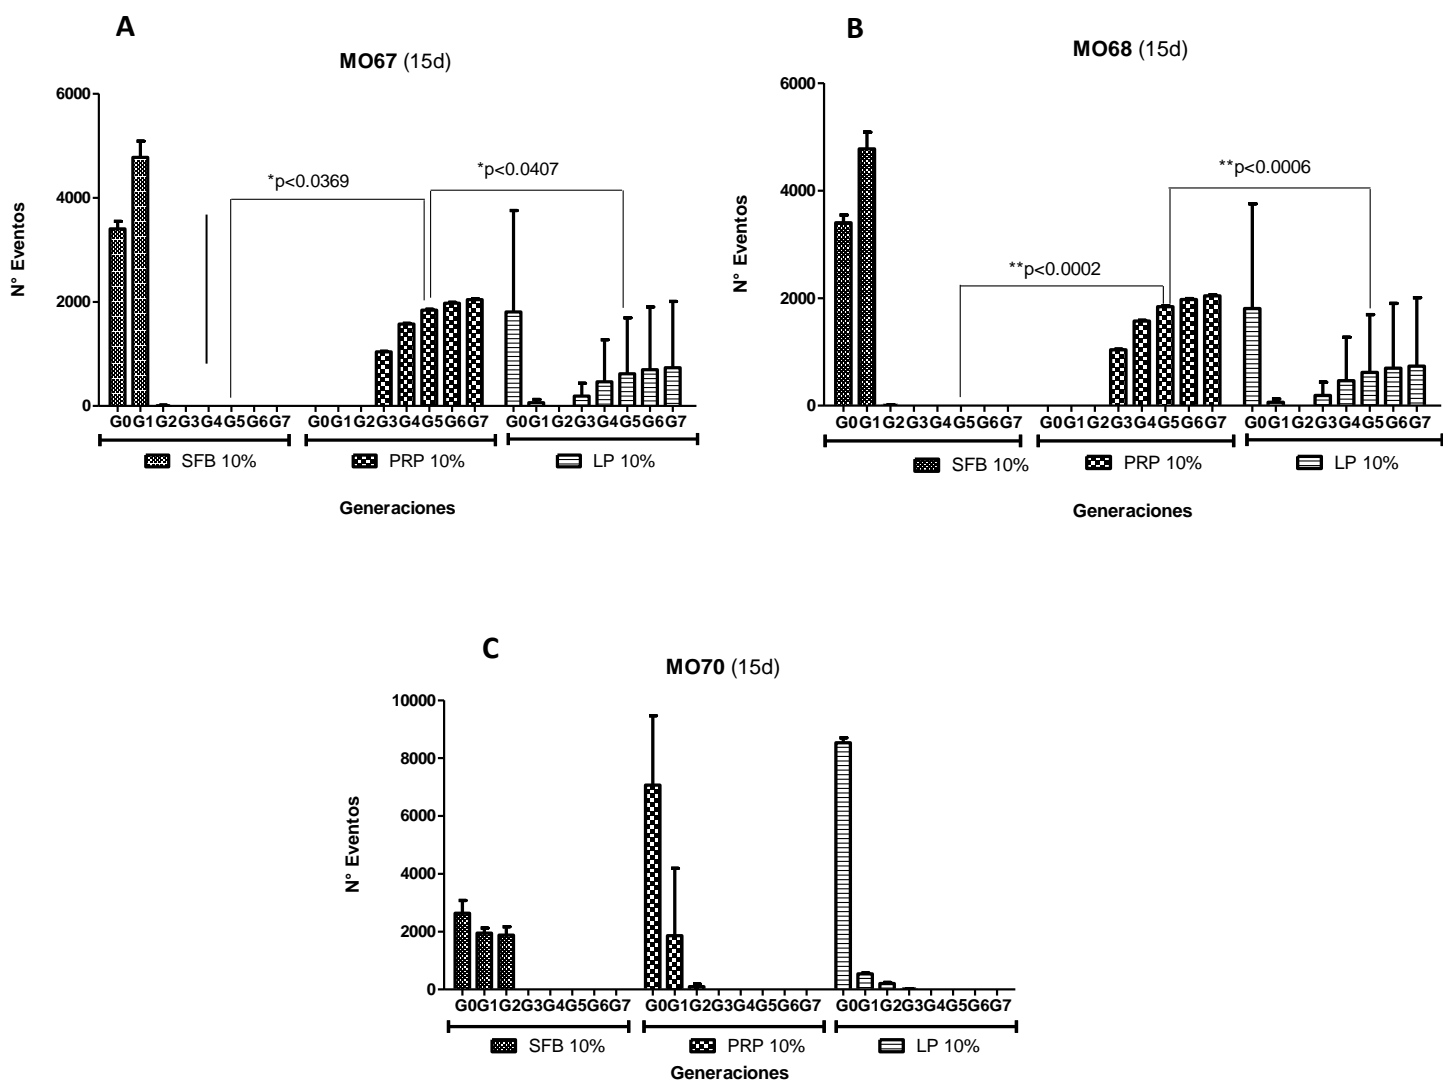 A
MO67 (15d)
N° Eventos
6000
4000
2000
0
*p<0.0369
*p<0.0407
G0G1G2G3G4G5G6G7 G0G1G2G3G4G5G6G7 G0G1G2G3G4G5G6G7
SFB 10% PRP 10% LP 10%
Generaciones
B
MO68 (15d)
N° Eventos
6000
4000
2000
0
**p<0.0006
**p<0.0002
G0G1G2G3G4G5G6G7 G0G1G2G3G4G5G6G7 G0G1G2G3G4G5G6G7
SFB 10% PRP 10% LP 10%
Generaciones
C
MO70 (15d)
N° Eventos
10000
8000
6000
4000
2000
0
G0G1G2G3G4G5G6G7 G0G1G2G3G4G5G6G7 G0G1G2G3G4G5G6G7
SFB 10% PRP 10% LP 10%
Generaciones